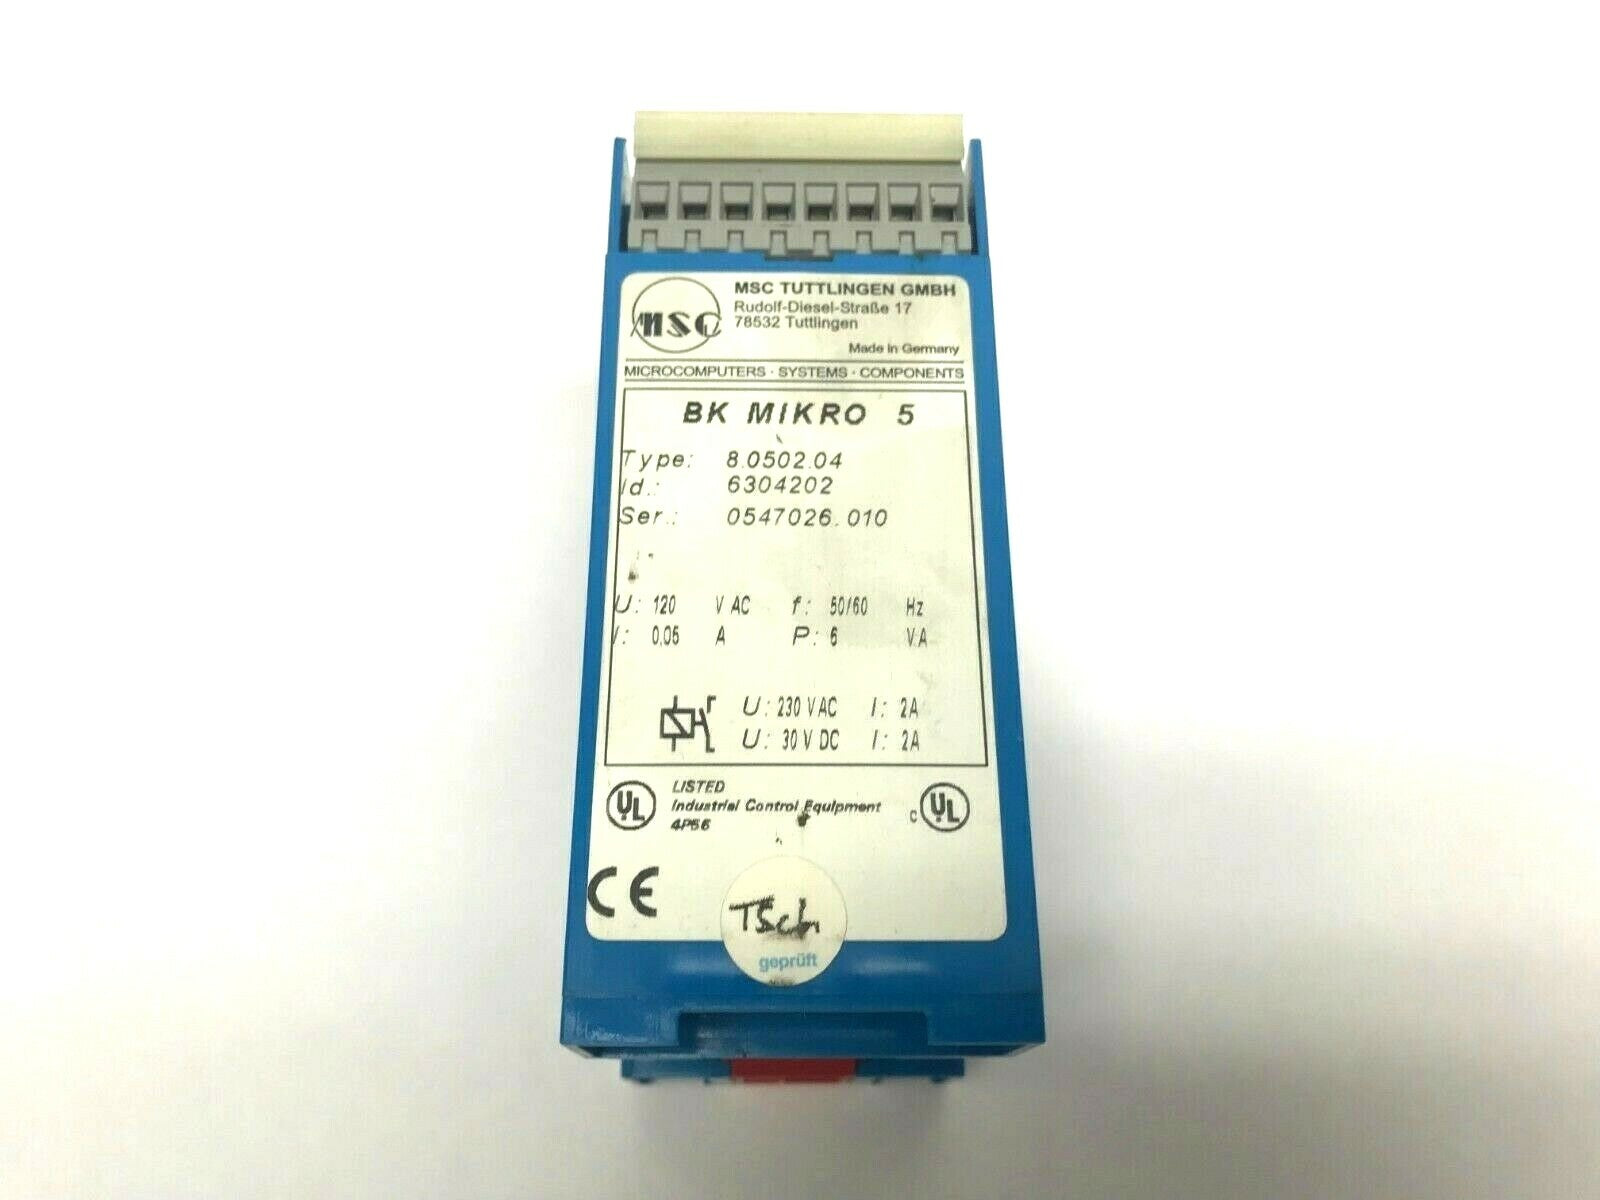 MSC
MSC TUTTLINGEN GMBH
Rudolf-Diesel-Straße 17
78532 Tuttlingen
Made in Germany
MICROCOMPUTERS · SYSTEMS · COMPONENTS
BK MIKRO 5
Type: 8.0502.04
Id.: 6304202
Ser.: 0547026.010
U: 120 V AC f: 50/60 Hz
I: 0,05 A P: 6 VA
U: 230 V AC I: 2A
U: 30 V DC I: 2A
UL LISTED
Industrial Control Equipment
4P56
c UL
CE
TSch
geprüft